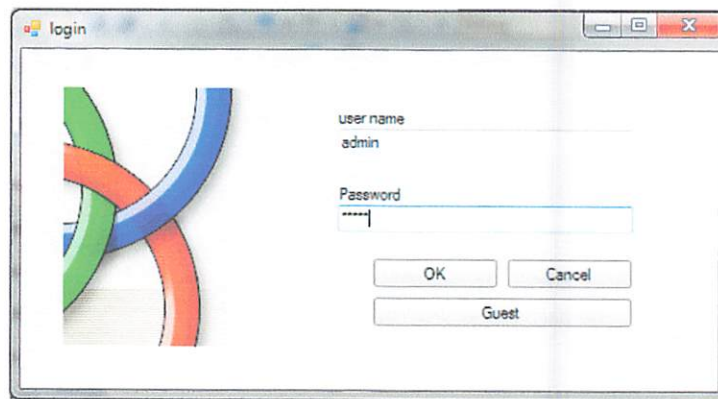 login
user name
admin
Password
*****
OK Cancel
Guest